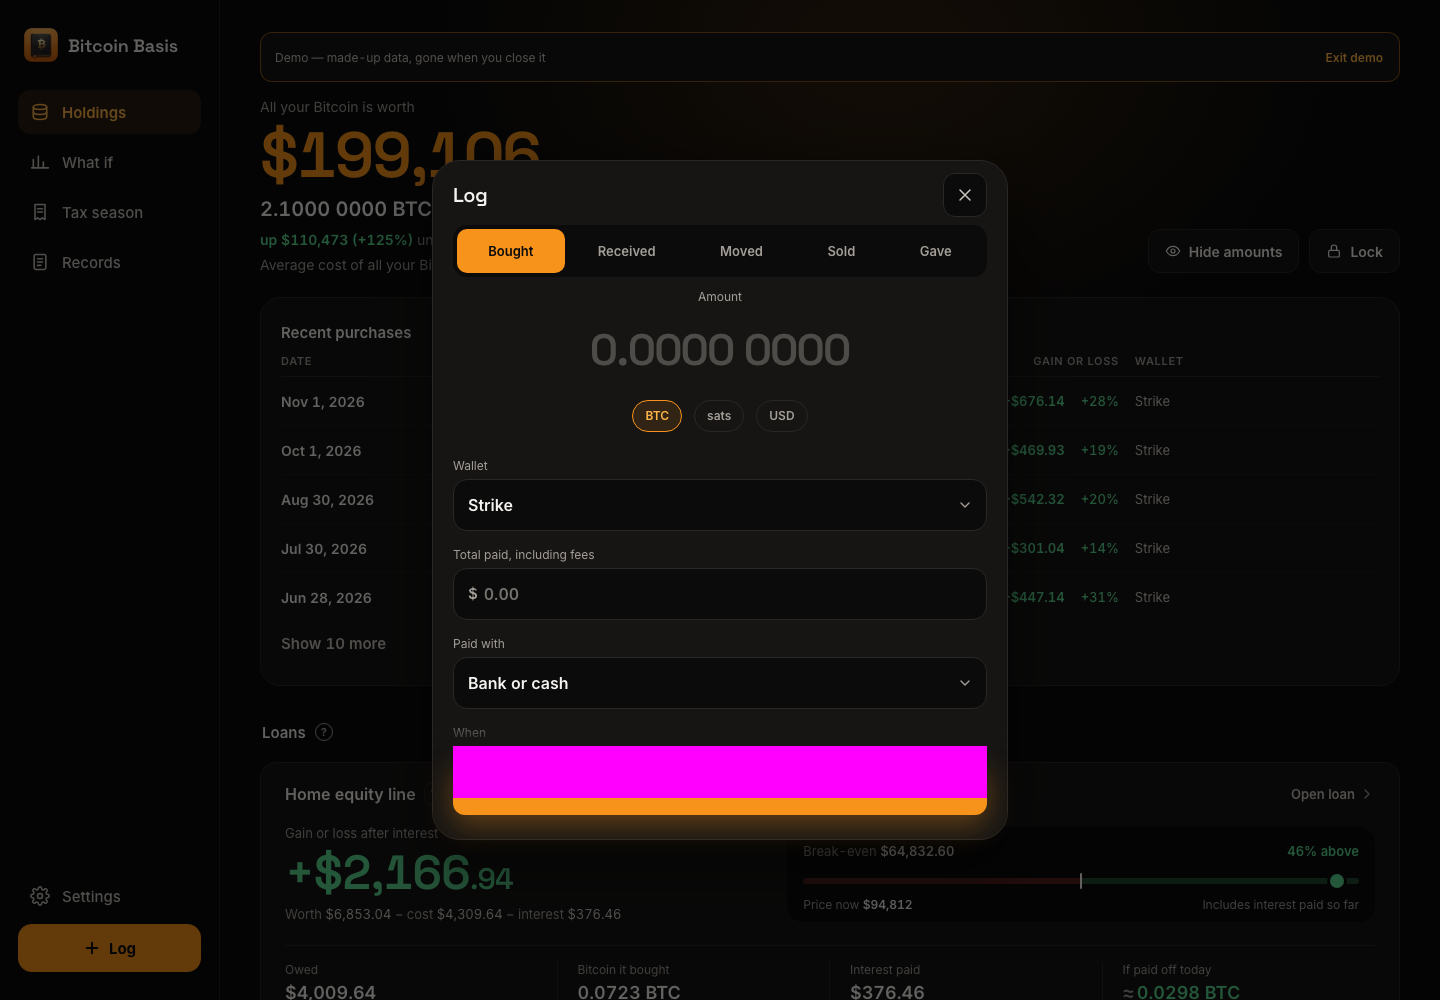 Bitcoin Basis
Holdings
What if
Tax season
Records
Settings
Log
Demo — made-up data, gone when you close it
Exit demo
All your Bitcoin is worth
$199,106
2.1000 0000 BTC
up $110,473 (+125%)
Average cost of all your
Hide amounts
Lock
Log
Bought
Received
Moved
Sold
Gave
Amount
0.0000 0000
BTC
sats
USD
Wallet
Strike
Total paid, including fees
$ 0.00
Paid with
Bank or cash
When
Recent purchases
DATE
GAIN OR LOSS
WALLET
Nov 1, 2026
$676.14 +28% Strike
Oct 1, 2026
$469.93 +19% Strike
Aug 30, 2026
$542.32 +20% Strike
Jul 30, 2026
$301.04 +14% Strike
Jun 28, 2026
$447.14 +31% Strike
Show 10 more
Loans ?
Home equity line
Open loan
Gain or loss after interest
+$2,166.94
Worth $6,853.04 – cost $4,309.64 – interest $376.46
Break-even $64,832.60
46% above
Price now $94,812
Includes interest paid so far
Owed
$4,009.64
Bitcoin it bought
0.0723 BTC
Interest paid
$376.46
If paid off today
≈ 0.0298 BTC